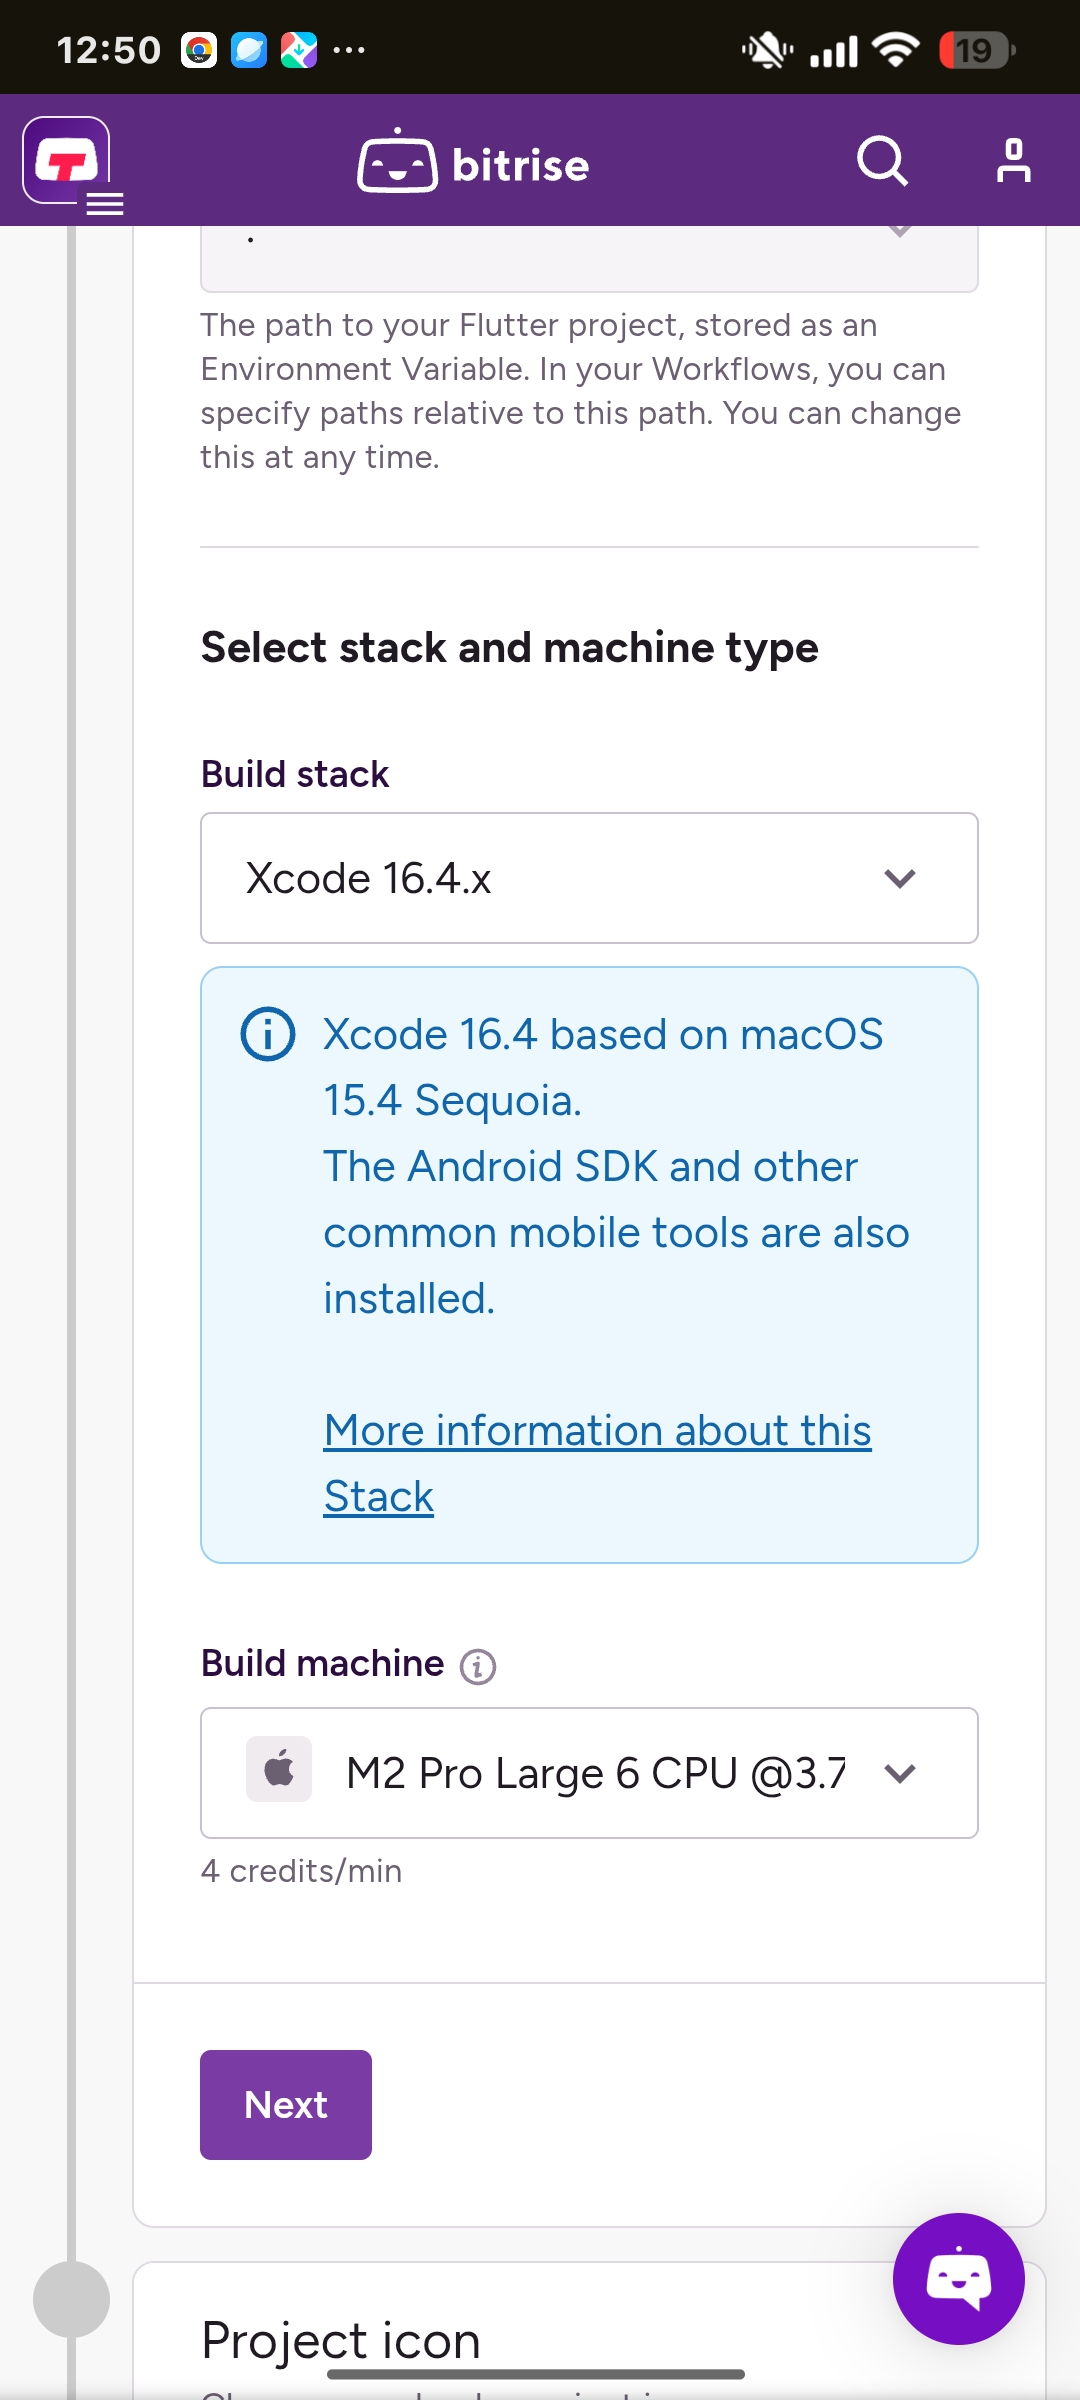 12:50
19
bitrise
.
The path to your Flutter project, stored as an
Environment Variable. In your Workflows, you can
specify paths relative to this path. You can change
this at any time.
Select stack and machine type
Build stack
Xcode 16.4.x
Xcode 16.4 based on macOS
15.4 Sequoia.
The Android SDK and other
common mobile tools are also
installed.
More information about this
Stack
Build machine
M2 Pro Large 6 CPU @3.7
4 credits/min
Next
Project icon